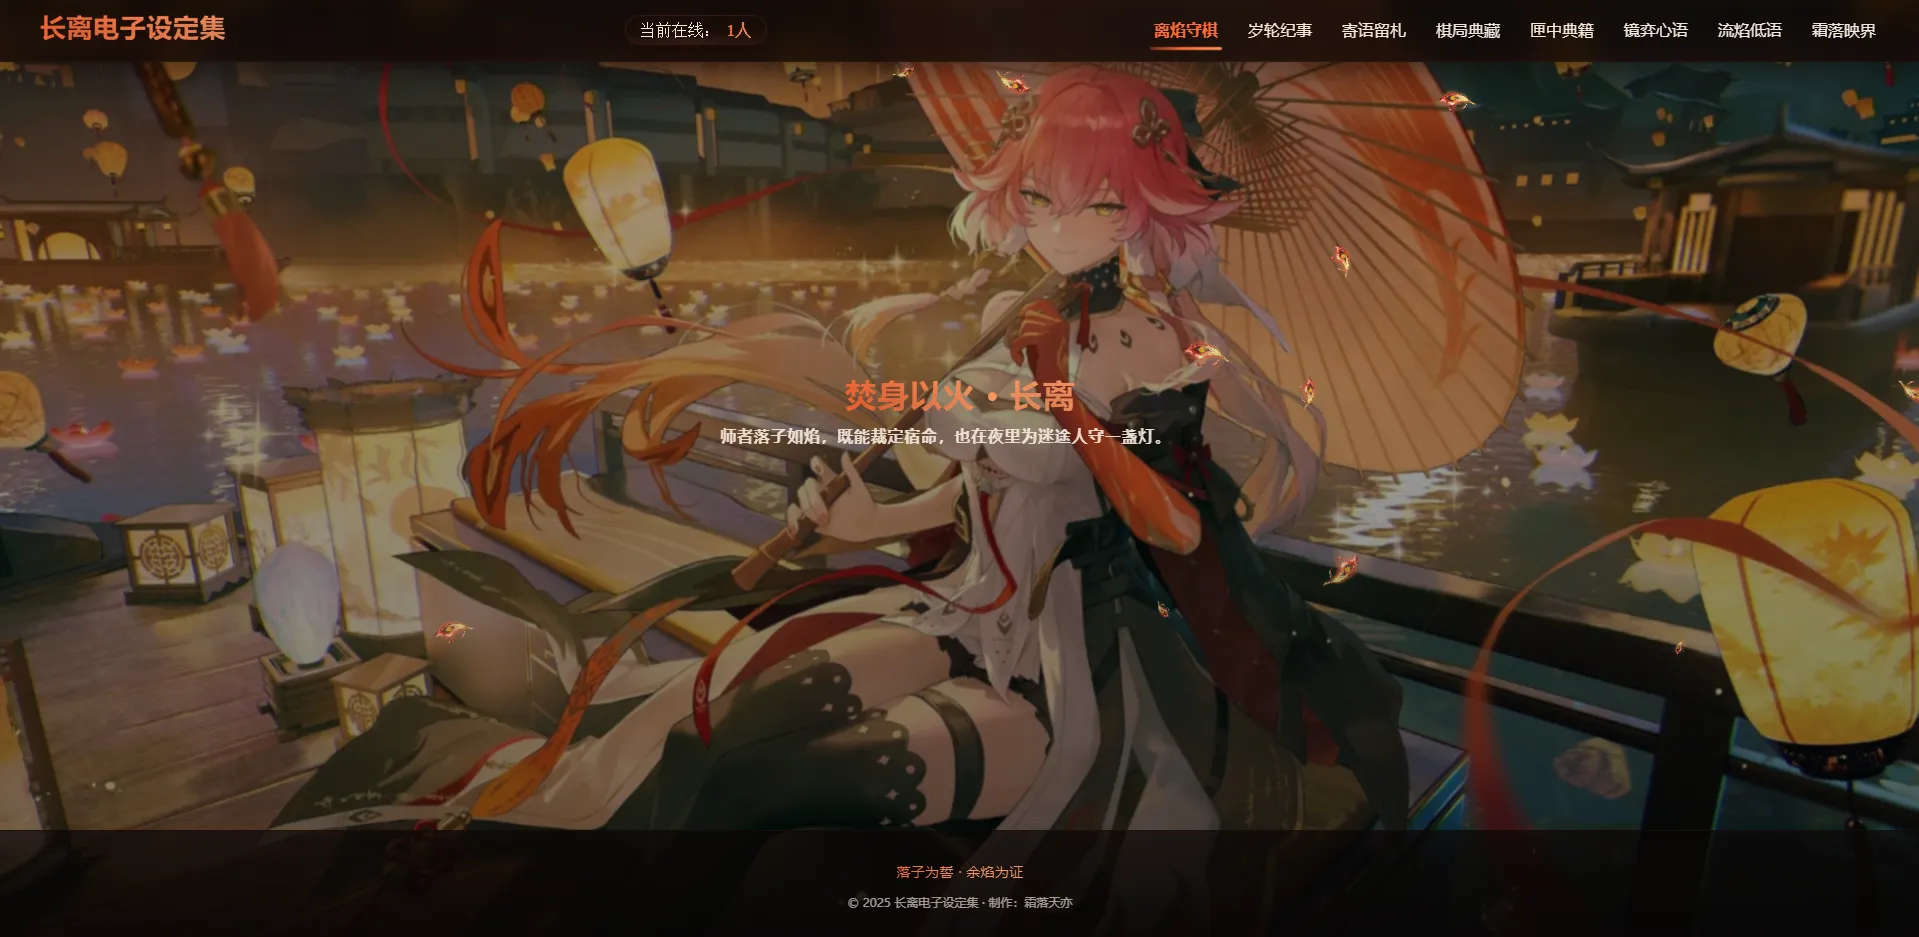 长离电子设定集
当前在线： 1人
离焰守棋 岁轮纪事 寄语留札 棋局典藏 匣中典籍 镜弈心语 流焰低语 霜落映界
焚身以火・长离
师者落子如焰，既能裁定宿命，也在夜里为迷途人守一盏灯。
落子为誓 · 余焰为证
© 2025 长离电子设定集 · 制作：霜落天亦